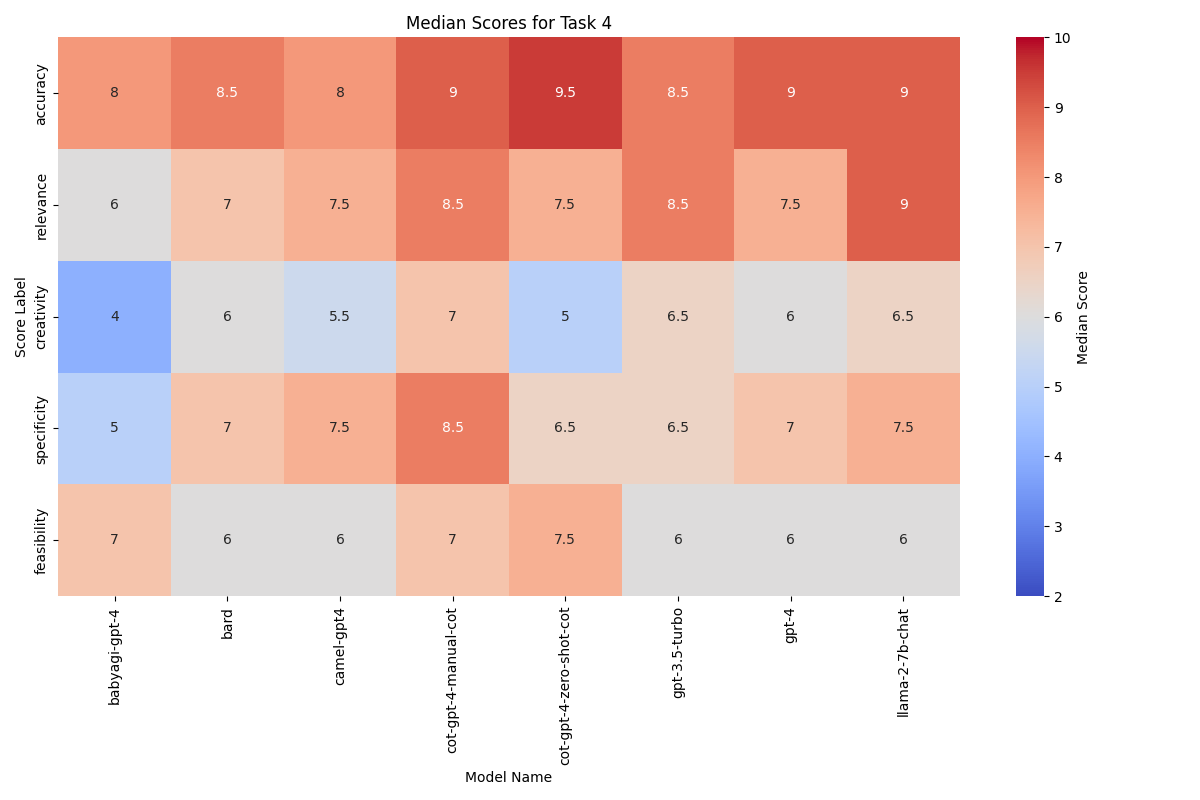 Median Scores for Task 4
accuracy 8 8.5 8 9 9.5 8.5 9 9
relevance 6 7 7.5 8.5 7.5 8.5 7.5 9
creativity 4 6 5.5 7 5 6.5 6 6.5
specificity 5 7 7.5 8.5 6.5 6.5 7 7.5
feasibility 7 6 6 7 7.5 6 6 6
Score Label
babyagi-gpt-4
bard
camel-gpt4
cot-gpt-4-manual-cot
cot-gpt-4-zero-shot-cot
gpt-3.5-turbo
gpt-4
llama-2-7b-chat
Model Name
10
9
8
7
6
5
4
3
2
Median Score